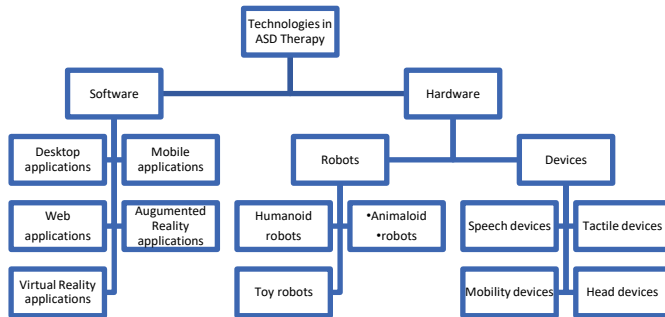 Technologies in
ASD Therapy
Software
Hardware
Desktop
applications
Mobile
applications
Robots
Devices
Web
applications
Augumented
Reality
applications
Humanoid
robots
•Animaloid
•robots
Speech devices
Tactile devices
Virtual Reality
applications
Toy robots
Mobility devices
Head devices